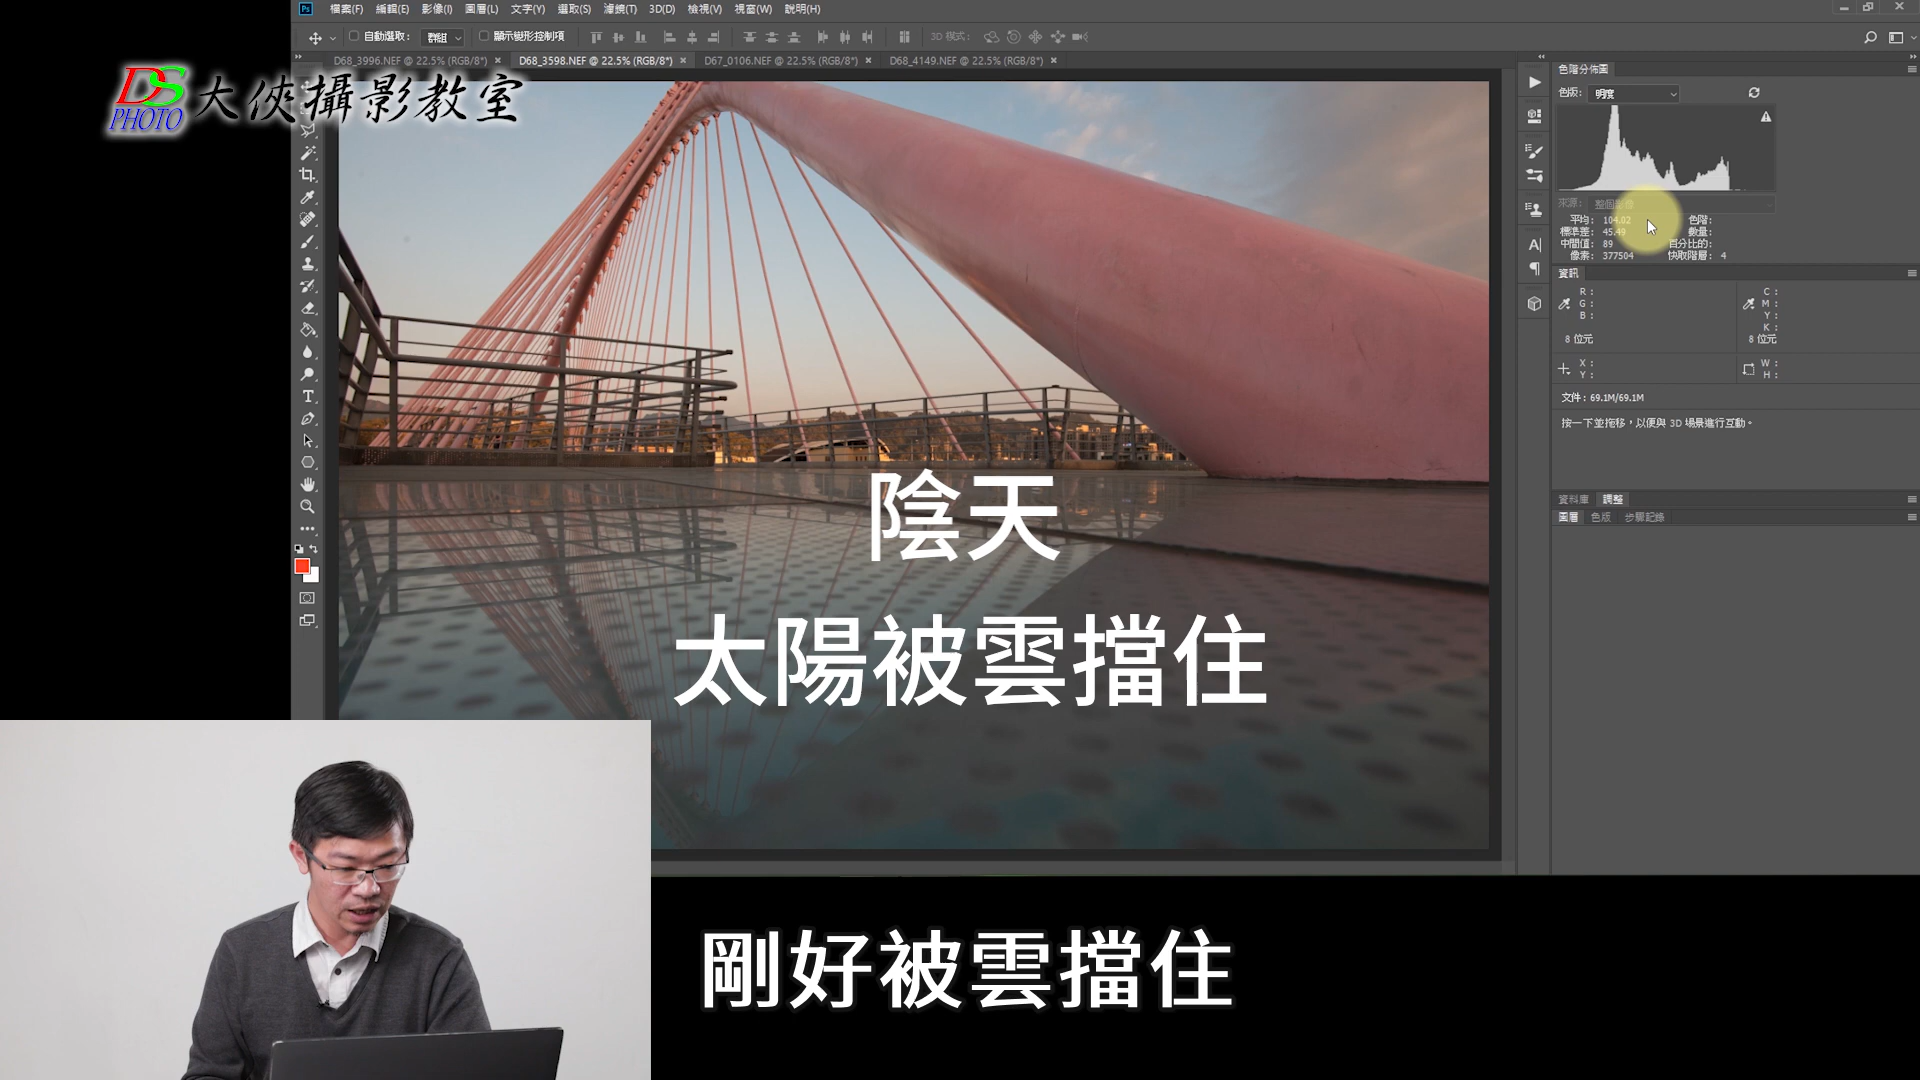 Ps 檔案(F) 編輯(E) 影像(I) 圖層(L) 文字(Y) 選取(S) 濾鏡(T) 3D(D) 檢視(V) 視窗(W) 說明(H)
自動選取： 群組 顯示變形控制項 3D 模式：
D68_3996.NEF @ 22.5% (RGB/8*) × D68_3598.NEF @ 22.5% (RGB/8*) × D67_0106.NEF @ 22.5% (RGB/8*) × D68_4149.NEF @ 22.5% (RGB/8*) ×
DS PHOTO 大俠攝影教室
色階分佈圖
色版： 明度
來源： 整個影像
平均： 104.02 色階：
標準差： 45.49 數量：
中間值： 89 百分比的：
像素： 377504 快取階層： 4
資訊
R： C：
G： M：
B： Y：
K：
8 位元 8 位元
X： W：
Y： H：
文件：69.1M/69.1M
按一下並拖移，以便與 3D 場景進行互動。
資料庫 調整
圖層 色版 步驟記錄
陰天
太陽被雲擋住
剛好被雲擋住